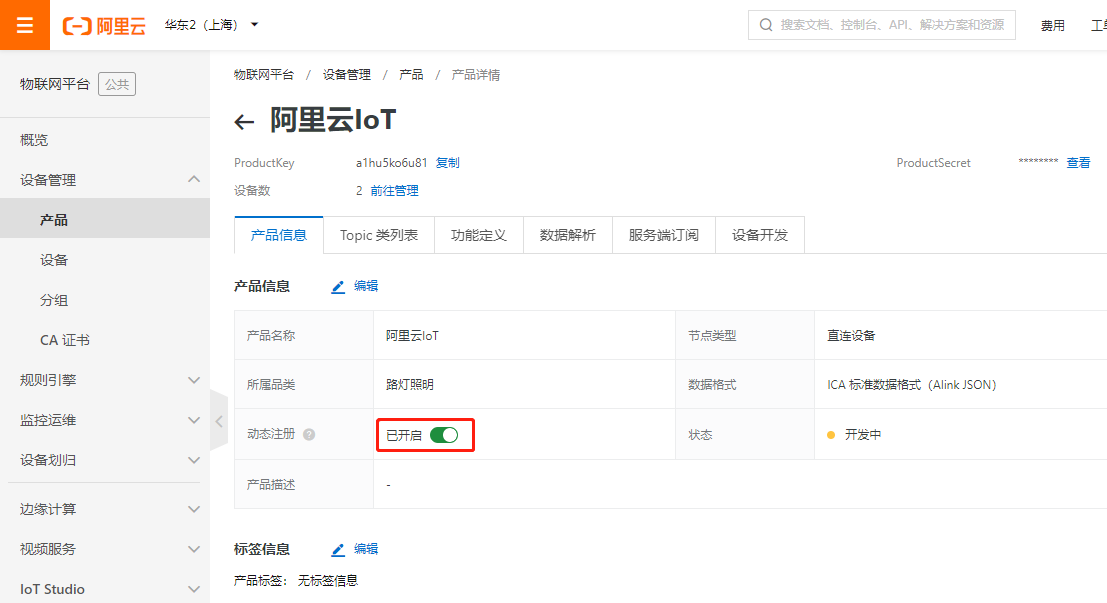 阿里云
华东2（上海）
搜索文档、控制台、API、解决方案和资源
费用
工单
物联网平台 公共
概览
设备管理
产品
设备
分组
CA 证书
规则引擎
监控运维
设备划归
边缘计算
视频服务
IoT Studio
物联网平台 / 设备管理 / 产品 / 产品详情
阿里云IoT
ProductKey a1hu5ko6u81 复制 ProductSecret ******** 查看
设备数 2 前往管理
产品信息 Topic 类列表 功能定义 数据解析 服务端订阅 设备开发
产品信息 编辑
产品名称 阿里云IoT 节点类型 直连设备
所属品类 路灯照明 数据格式 ICA 标准数据格式（Alink JSON）
动态注册 ? 已开启 状态 开发中
产品描述 -
标签信息 编辑
产品标签： 无标签信息